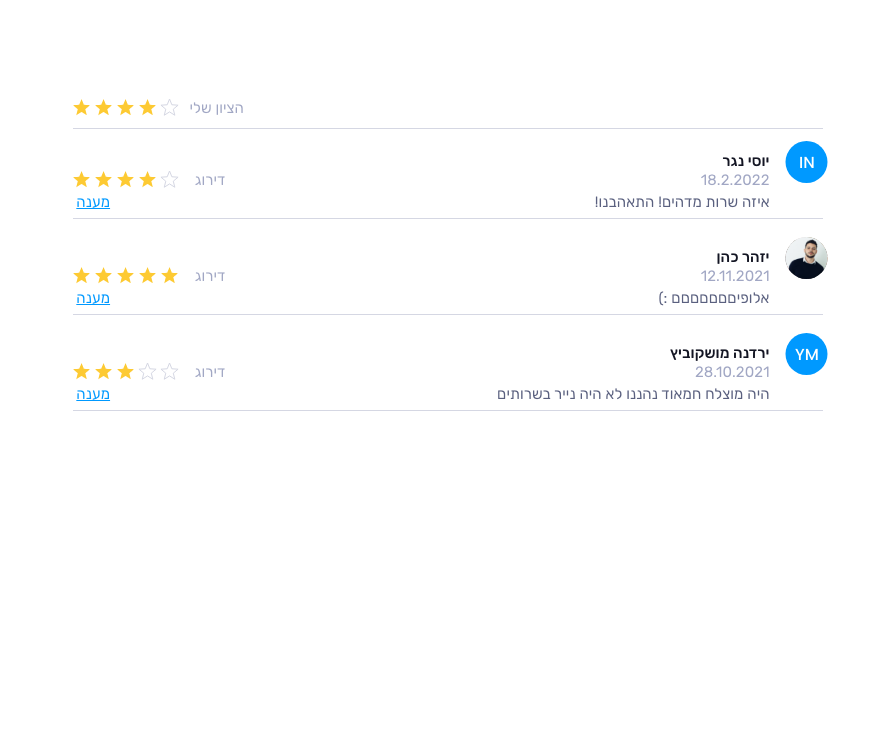 הציון שלי
IN
יוסי נגר
18.2.2022
דירוג
איזה שרות מדהים! התאהבנו!
מענה
יזהר כהן
12.11.2021
דירוג
אלופיםםםםםםם :)
מענה
YM
ירדנה מושקוביץ
28.10.2021
דירוג
היה מוצלח חמאוד נהננו לא היה נייר בשרותים
מענה